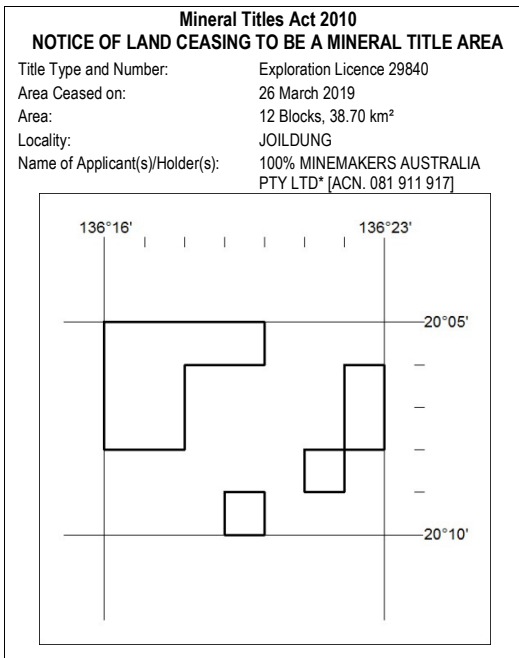 Mineral Titles Act 2010
NOTICE OF LAND CEASING TO BE A MINERAL TITLE AREA
Title Type and Number: Exploration Licence 29840
Area Ceased on: 26 March 2019
Area: 12 Blocks, 38.70 km²
Locality: JOILDUNG
Name of Applicant(s)/Holder(s): 100% MINEMAKERS AUSTRALIA
PTY LTD* [ACN. 081 911 917]
136°16' 136°23'
20°05'
20°10'